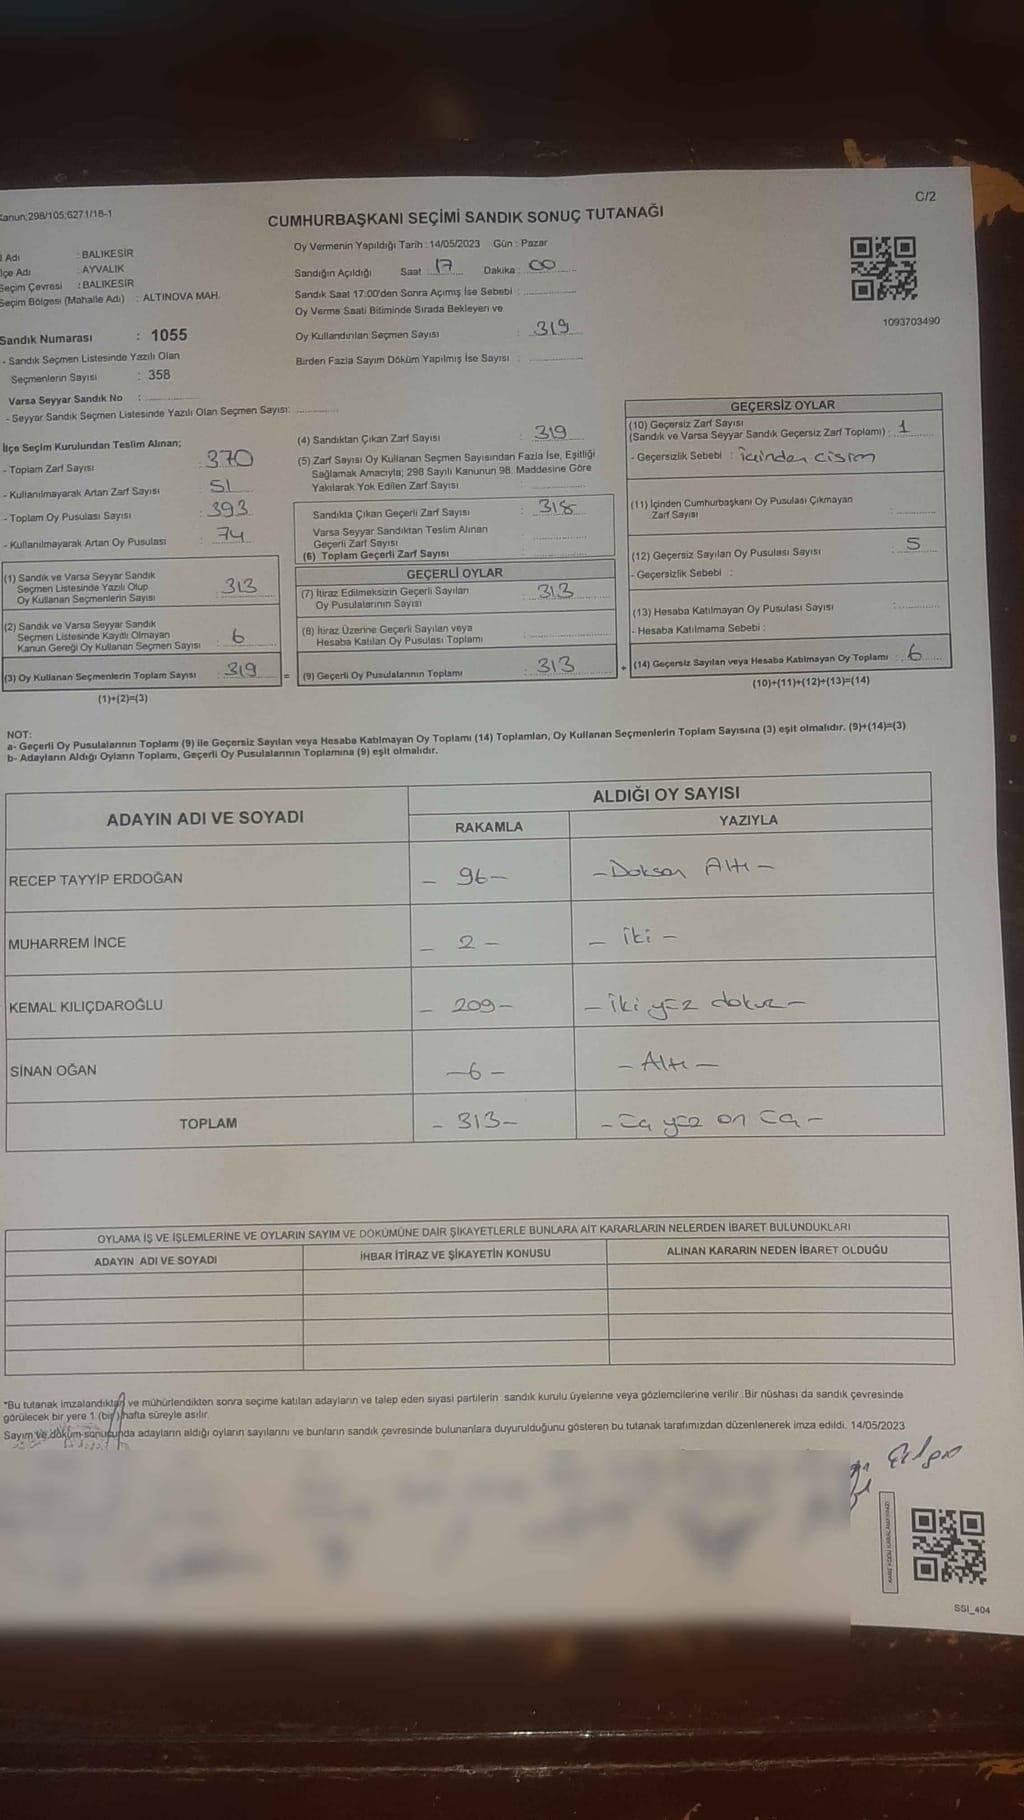 Kanun;298/105;6271/18-1
C/2
CUMHURBAŞKANI SEÇİMİ SANDIK SONUÇ TUTANAĞI
l Adı : BALIKESİR
lçe Adı : AYVALIK
Seçim Çevresi : BALIKESİR
Seçim Bölgesi (Mahalle Adı) : ALTINOVA MAH.
Oy Vermenin Yapıldığı Tarih : 14/05/2023 Gün : Pazar
Sandığın Açıldığı Saat : 17 Dakika : 00
Sandık Saat 17:00'den Sonra Açımış İse Sebebi :
Oy Verme Saati Bitiminde Sırada Bekleyen ve
Oy Kullandırılan Seçmen Sayısı : 319
Birden Fazla Sayım Döküm Yapılmış İse Sayısı :
1093703490
Sandık Numarası : 1055
- Sandık Seçmen Listesinde Yazılı Olan
Seçmenlerin Sayısı : 358
Varsa Seyyar Sandık No :
- Seyyar Sandık Seçmen Listesinde Yazılı Olan Seçmen Sayısı:
İlçe Seçim Kurulundan Teslim Alınan;
- Toplam Zarf Sayısı : 370
- Kullanılmayarak Artan Zarf Sayısı : 51
- Toplam Oy Pusulası Sayısı : 393
- Kullanılmayarak Artan Oy Pusulası : 74
(1) Sandık ve Varsa Seyyar Sandık
Seçmen Listesinde Yazılı Olup
Oy Kullanan Seçmenlerin Sayısı : 313
(2) Sandık ve Varsa Seyyar Sandık
Seçmen Listesinde Kayıtlı Olmayan
Kanun Gereği Oy Kullanan Seçmen Sayısı : 6
(3) Oy Kullanan Seçmenlerin Toplam Sayısı : 319
(1)+(2)=(3)
=
(4) Sandıktan Çıkan Zarf Sayısı : 319
(5) Zarf Sayısı Oy Kullanan Seçmen Sayısından Fazla İse, Eşitliği
Sağlamak Amacıyla; 298 Sayılı Kanunun 98. Maddesine Göre
Yakılarak Yok Edilen Zarf Sayısı :
Sandıkta Çıkan Geçerli Zarf Sayısı : 318
Varsa Seyyar Sandıktan Teslim Alınan
Geçerli Zarf Sayısı :
(6) Toplam Geçerli Zarf Sayısı :
GEÇERLİ OYLAR
(7) İtiraz Edilmeksizin Geçerli Sayılan
Oy Pusulalarının Sayısı : 313
(8) İtiraz Üzerine Geçerli Sayılan veya
Hesaba Katılan Oy Pusulası Toplamı :
(9) Geçerli Oy Pusulalarının Toplamı : 313
+
GEÇERSİZ OYLAR
(10) Geçersiz Zarf Sayısı
(Sandık ve Varsa Seyyar Sandık Geçersiz Zarf Toplamı) : 1
- Geçersizlik Sebebi : İçinden cisim
(11) İçinden Cumhurbaşkanı Oy Pusulası Çıkmayan
Zarf Sayısı :
(12) Geçersiz Sayılan Oy Pusulası Sayısı : 5
- Geçersizlik Sebebi :
(13) Hesaba Katılmayan Oy Pusulası Sayısı :
- Hesaba Katılmama Sebebi :
(14) Geçersiz Sayılan veya Hesaba Katılmayan Oy Toplamı : 6
(10)+(11)+(12)+(13)=(14)
NOT:
a- Geçerli Oy Pusulalarının Toplamı (9) ile Geçersiz Sayılan veya Hesaba Katılmayan Oy Toplamı (14) Toplamları, Oy Kullanan Seçmenlerin Toplam Sayısına (3) eşit olmalıdır. (9)+(14)=(3)
b- Adayların Aldığı Oyların Toplamı, Geçerli Oy Pusulalarının Toplamına (9) eşit olmalıdır.
ADAYIN ADI VE SOYADI ALDIĞI OY SAYISI
RAKAMLA YAZIYLA
RECEP TAYYİP ERDOĞAN – 96 – – Doksan Altı –
MUHARREM İNCE – 2 – – iki –
KEMAL KILIÇDAROĞLU – 209 – – iki yüz dokuz –
SİNAN OĞAN – 6 – – Altı –
TOPLAM – 313 – – Üç yüz on üç –
OYLAMA İŞ VE İŞLEMLERİNE VE OYLARIN SAYIM VE DÖKÜMÜNE DAİR ŞİKAYETLERLE BUNLARA AİT KARARLARIN NELERDEN İBARET BULUNDUKLARI
ADAYIN ADI VE SOYADI İHBAR İTİRAZ VE ŞİKAYETİN KONUSU ALINAN KARARIN NEDEN İBARET OLDUĞU
*Bu tutanak imzalandıktan ve mühürlendikten sonra seçime katılan adayların ve talep eden siyasi partilerin sandık kurulu üyelerine veya gözlemcilerine verilir .Bir nüshası da sandık çevresinde
görülecek bir yere 1 (bir) hafta süreyle asılır.
Sayım ve döküm sonucunda adayların aldığı oyların sayılarını ve bunların sandık çevresinde bulunanlara duyurulduğunu gösteren bu tutanak tarafımızdan düzenlenerek imza edildi. 14/05/2023
SSI_404